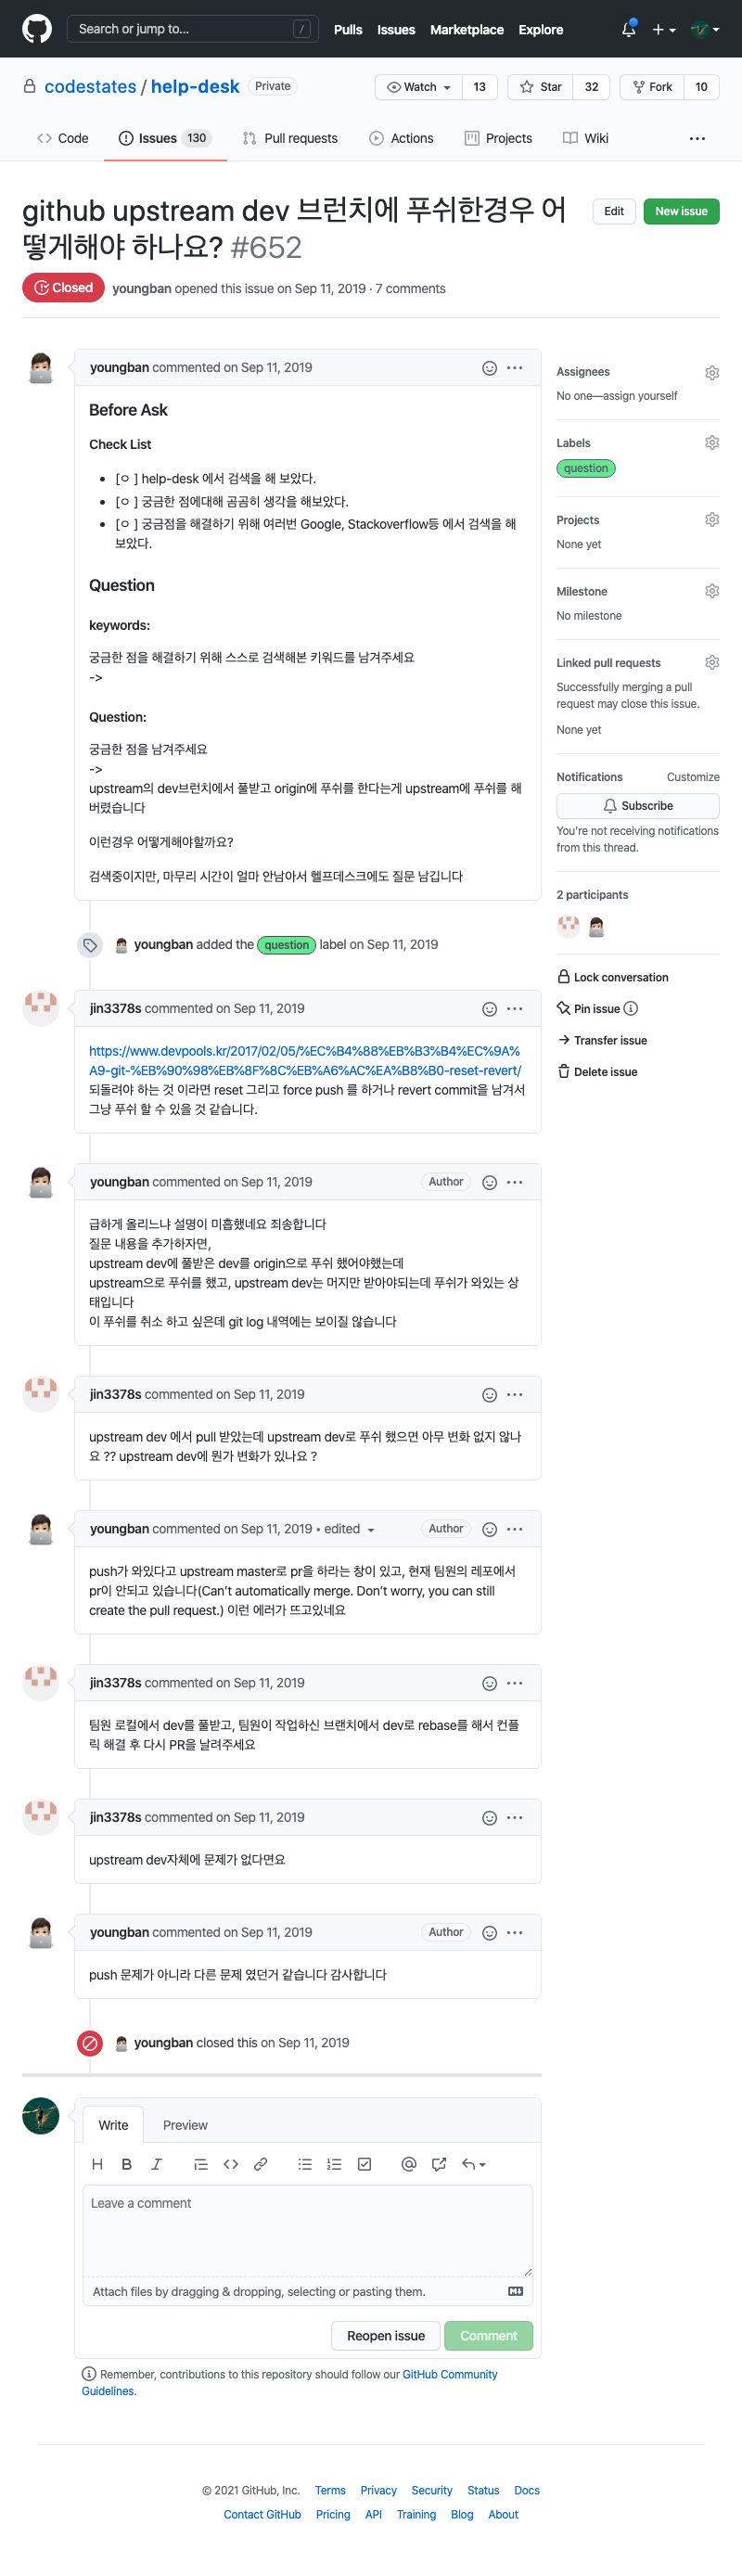 Search or jump to... /
Pulls Issues Marketplace Explore
codestates / help-desk Private
Watch 13 Star 32 Fork 10
Code Issues 130 Pull requests Actions Projects Wiki
github upstream dev 브런치에 푸쉬한경우 어
떻게해야 하나요? #652
Edit New issue
Closed youngban opened this issue on Sep 11, 2019 · 7 comments
youngban commented on Sep 11, 2019
Before Ask
Check List
• [ㅇ ] help-desk 에서 검색을 해 보았다.
• [ㅇ ] 궁금한 점에대해 곰곰히 생각을 해보았다.
• [ㅇ ] 궁금점을 해결하기 위해 여러번 Google, Stackoverflow등 에서 검색을 해
보았다.
Question
keywords:
궁금한 점을 해결하기 위해 스스로 검색해본 키워드를 남겨주세요
->
Question:
궁금한 점을 남겨주세요
->
upstream의 dev브런치에서 풀받고 origin에 푸쉬를 한다는게 upstream에 푸쉬를 해
버렸습니다
이런경우 어떻게해야할까요?
검색중이지만, 마무리 시간이 얼마 안남아서 헬프데스크에도 질문 남깁니다
youngban added the question label on Sep 11, 2019
jin3378s commented on Sep 11, 2019
https://www.devpools.kr/2017/02/05/%EC%B4%88%EB%B3%B4%EC%9A%
A9-git-%EB%90%98%EB%8F%8C%EB%A6%AC%EA%B8%B0-reset-revert/
되돌려야 하는 것 이라면 reset 그리고 force push 를 하거나 revert commit을 남겨서
그냥 푸쉬 할 수 있을 것 같습니다.
youngban commented on Sep 11, 2019 Author
급하게 올리느냐 설명이 미흡했네요 죄송합니다
질문 내용을 추가하자면,
upstream dev에 풀받은 dev를 origin으로 푸쉬 했어야했는데
upstream으로 푸쉬를 했고, upstream dev는 머지만 받아야되는데 푸쉬가 와있는 상
태입니다
이 푸쉬를 취소 하고 싶은데 git log 내역에는 보이질 않습니다
jin3378s commented on Sep 11, 2019
upstream dev 에서 pull 받았는데 upstream dev로 푸쉬 했으면 아무 변화 없지 않나
요 ?? upstream dev에 뭔가 변화가 있나요 ?
youngban commented on Sep 11, 2019 • edited Author
push가 와있다고 upstream master로 pr을 하라는 창이 있고, 현재 팀원의 레포에서
pr이 안되고 있습니다(Can't automatically merge. Don't worry, you can still
create the pull request.) 이런 에러가 뜨고있네요
jin3378s commented on Sep 11, 2019
팀원 로컬에서 dev를 풀받고, 팀원이 작업하신 브랜치에서 dev로 rebase를 해서 컨플
릭 해결 후 다시 PR을 날려주세요
jin3378s commented on Sep 11, 2019
upstream dev자체에 문제가 없다면요
youngban commented on Sep 11, 2019 Author
push 문제가 아니라 다른 문제 였던거 같습니다 감사합니다
youngban closed this on Sep 11, 2019
Assignees
No one—assign yourself
Labels
question
Projects
None yet
Milestone
No milestone
Linked pull requests
Successfully merging a pull
request may close this issue.
None yet
Notifications Customize
Subscribe
You're not receiving notifications
from this thread.
2 participants
Lock conversation
Pin issue
Transfer issue
Delete issue
Write Preview
Leave a comment
Attach files by dragging & dropping, selecting or pasting them.
Reopen issue Comment
Remember, contributions to this repository should follow our GitHub Community
Guidelines.
© 2021 GitHub, Inc. Terms Privacy Security Status Docs
Contact GitHub Pricing API Training Blog About